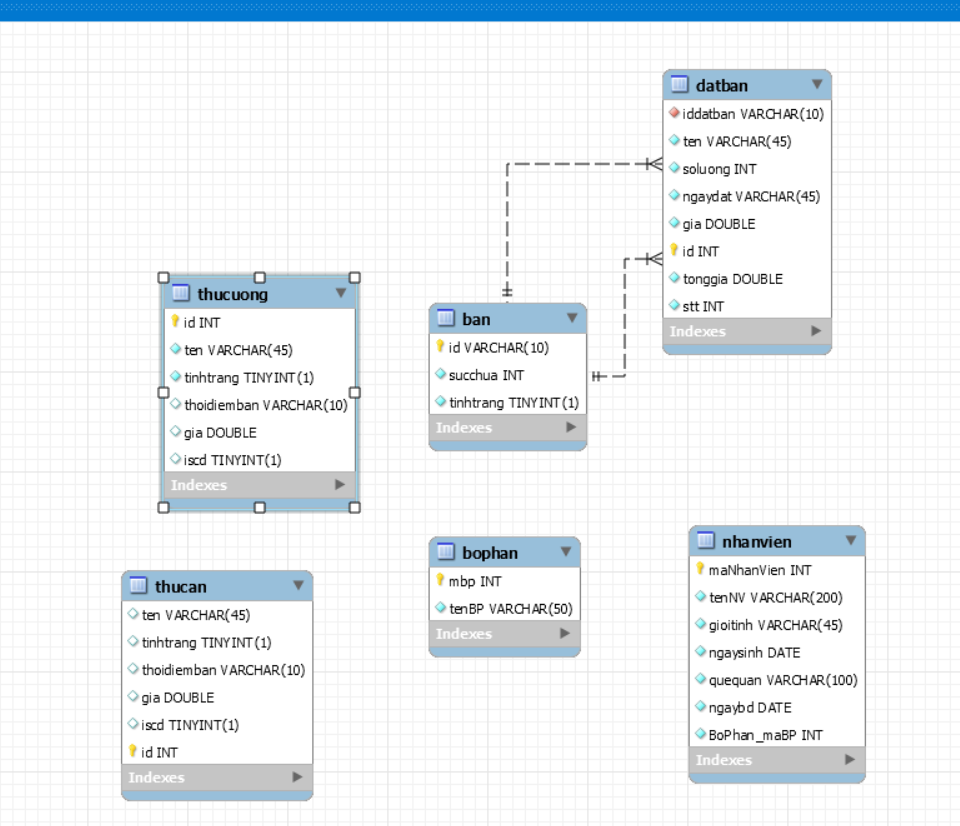 datban
iddatban VARCHAR(10)
ten VARCHAR(45)
soluong INT
ngaydat VARCHAR(45)
gia DOUBLE
id INT
tonggia DOUBLE
stt INT
Indexes
thucuong
id INT
ten VARCHAR(45)
tinhtrang TINYINT(1)
thoidiemban VARCHAR(10)
gia DOUBLE
iscd TINYINT(1)
Indexes
ban
id VARCHAR(10)
succhua INT
tinhtrang TINYINT(1)
Indexes
bophan
mbp INT
tenBP VARCHAR(50)
Indexes
nhanvien
maNhanVien INT
tenNV VARCHAR(200)
gioitinh VARCHAR(45)
ngaysinh DATE
quequan VARCHAR(100)
ngaybd DATE
BoPhan_maBP INT
Indexes
thucan
ten VARCHAR(45)
tinhtrang TINYINT(1)
thoidiemban VARCHAR(10)
gia DOUBLE
iscd TINYINT(1)
id INT
Indexes